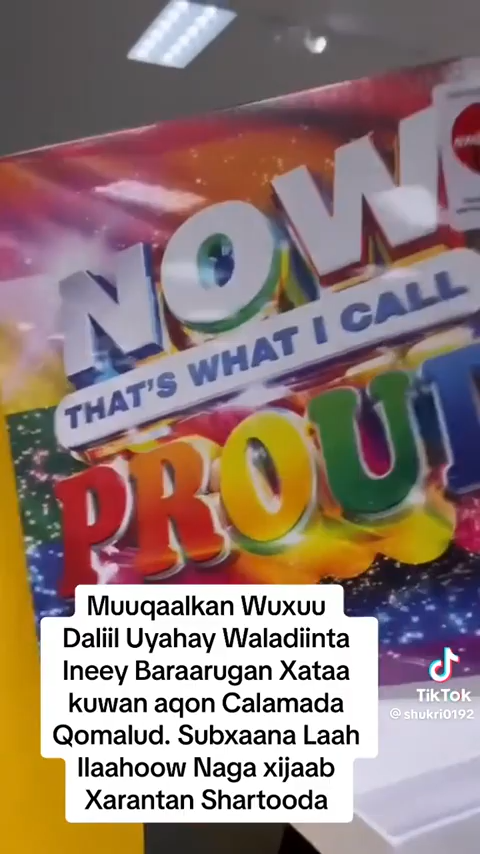 NOW
THAT'S WHAT I CALL
PROUD
Muuqaalkan Wuxuu
Daliil Uyahay Waladiinta
Ineey Baraarugan Xataa
kuwan aqon Calamada
Qomalud. Subxaana Laah
Ilaahoow Naga xijaab
Xarantan Shartooda
TikTok
@shukri0192